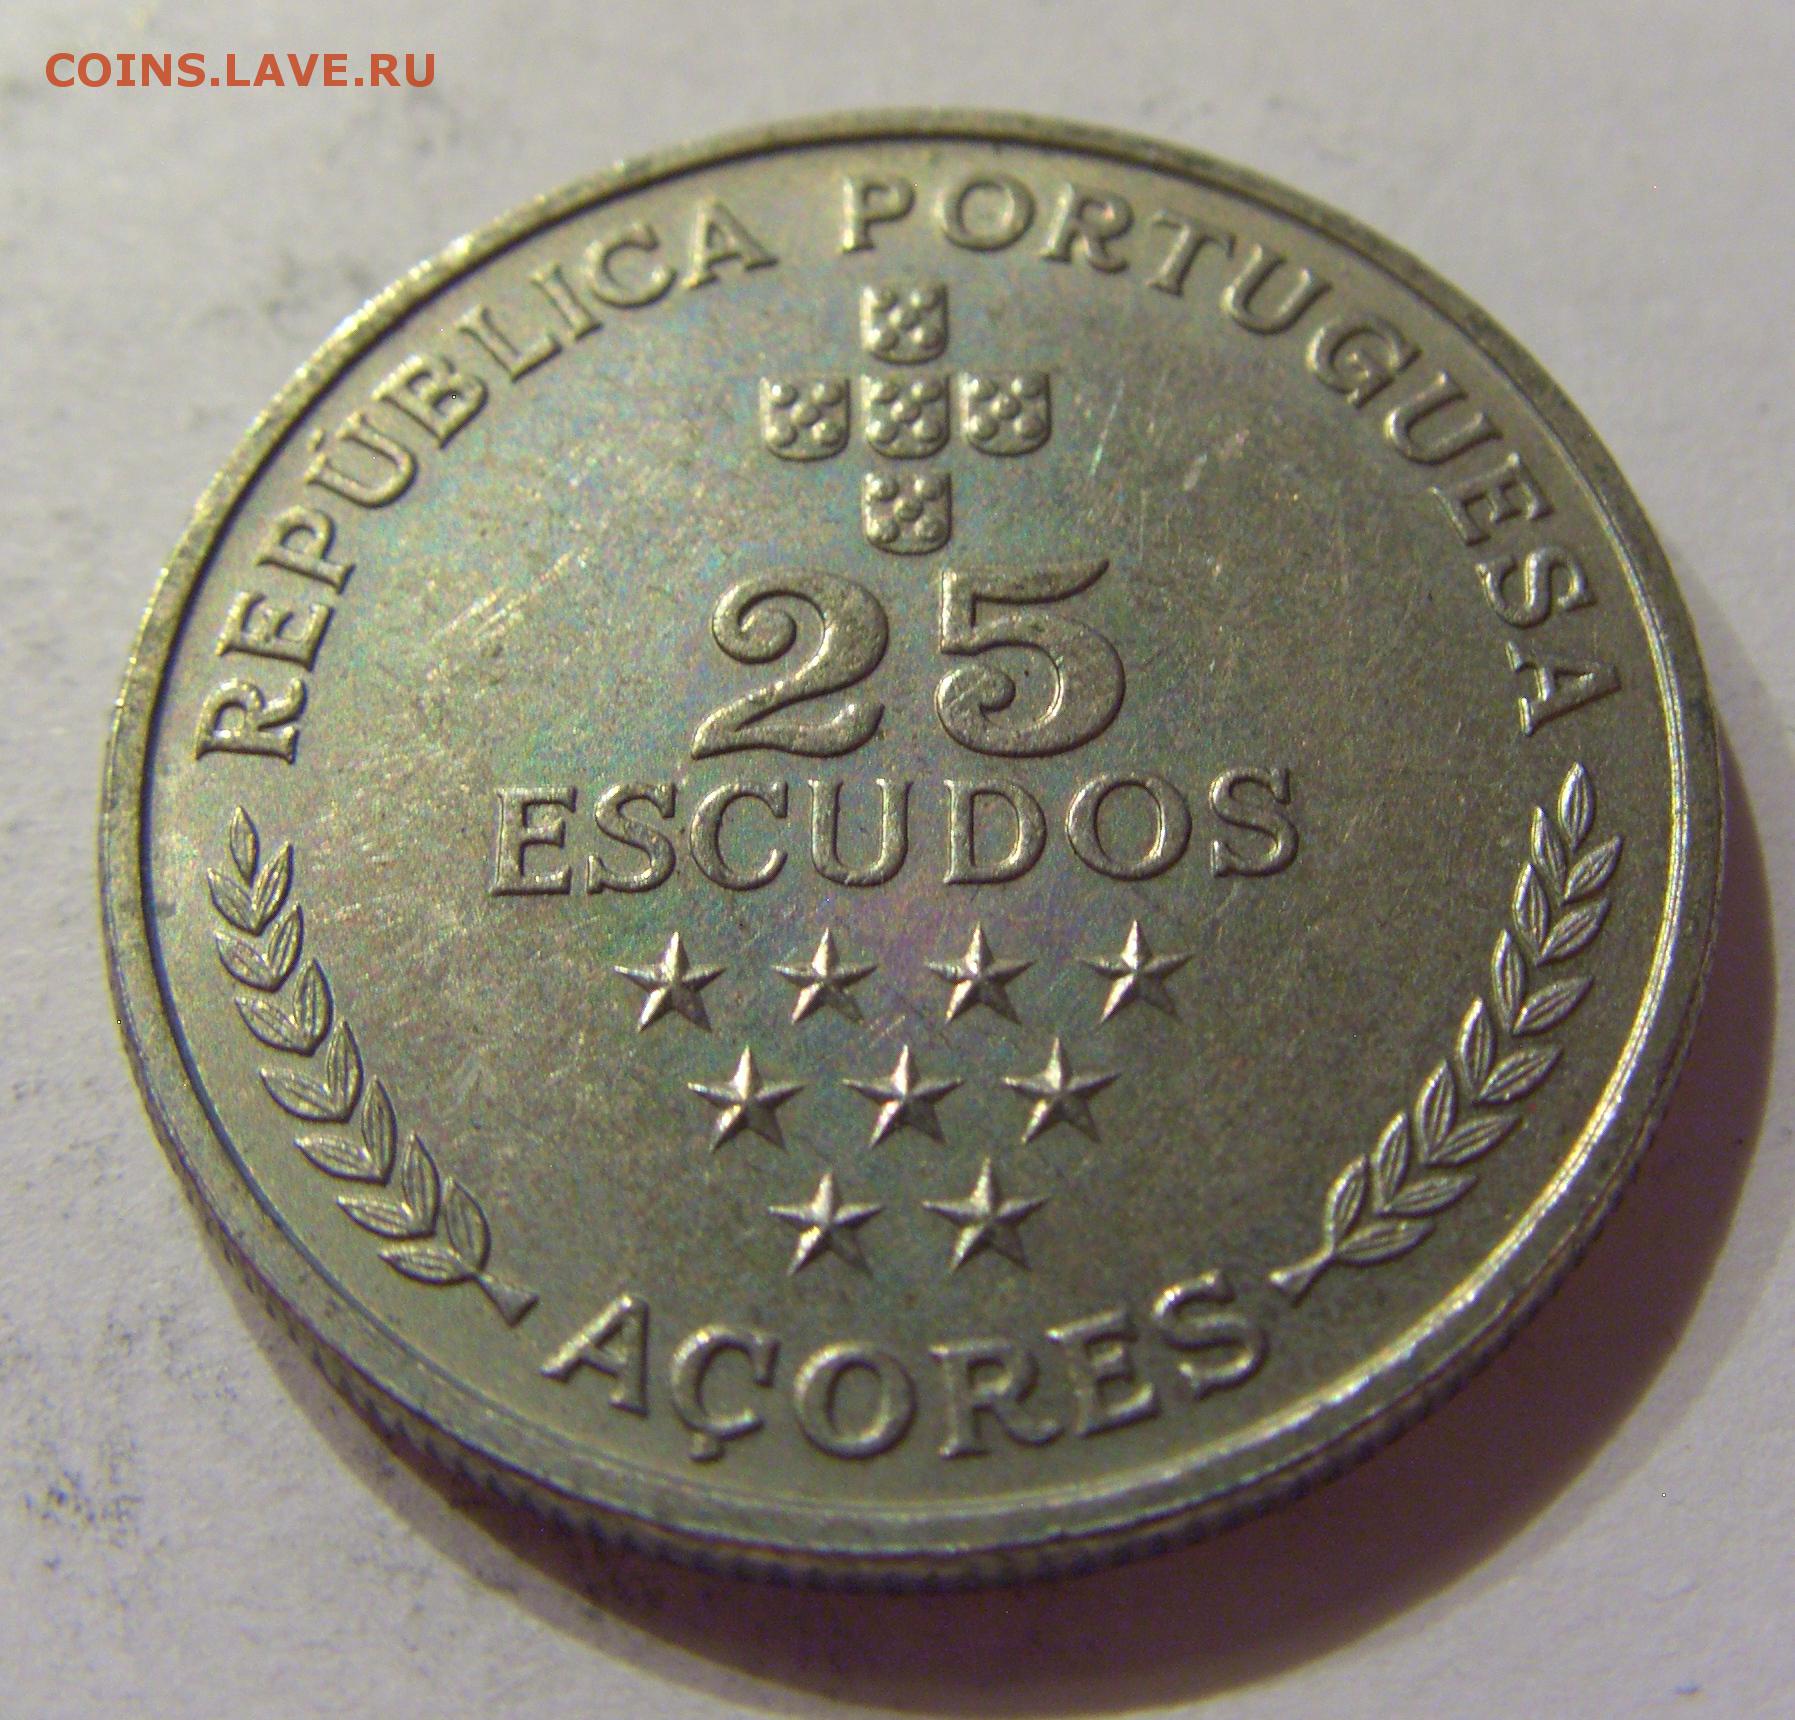 COINS.LAVE.RU
REPÚBLICA PORTUGUESA
25
ESCUDOS
AÇORES